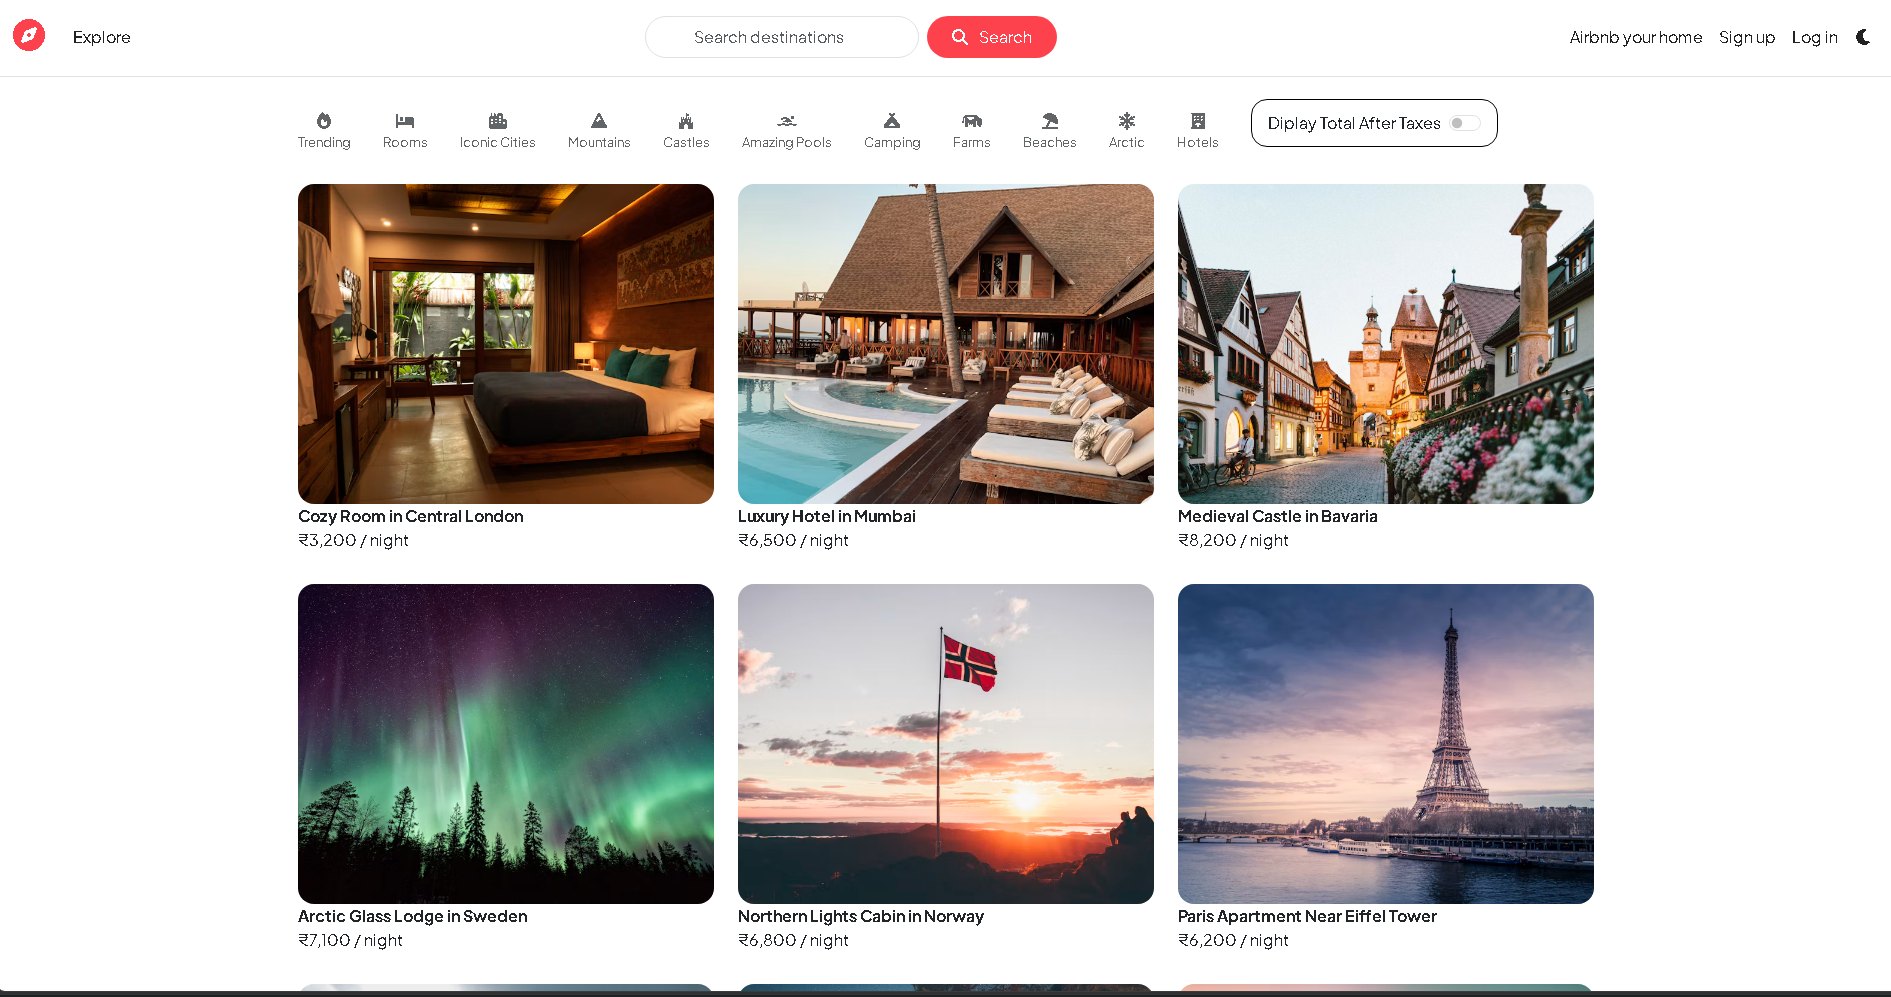 Explore
Search destinations
Search
Airbnb your home
Sign up
Log in
Trending
Rooms
Iconic Cities
Mountains
Castles
Amazing Pools
Camping
Farms
Beaches
Arctic
Hotels
Diplay Total After Taxes
Cozy Room in Central London
₹3,200 / night
Luxury Hotel in Mumbai
₹6,500 / night
Medieval Castle in Bavaria
₹8,200 / night
Arctic Glass Lodge in Sweden
₹7,100 / night
Northern Lights Cabin in Norway
₹6,800 / night
Paris Apartment Near Eiffel Tower
₹6,200 / night